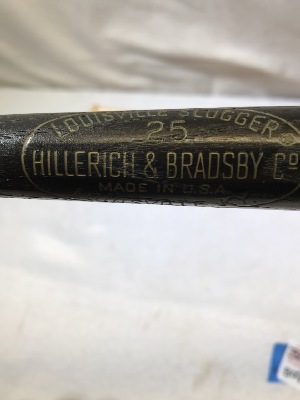 LOUISVILLE SLUGGER
25
HILLERICH & BRADSBY Cº
MADE IN U.S.A.